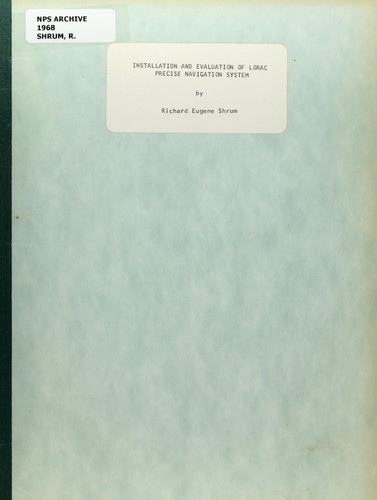 NPS ARCHIVE
1968
SHRUM, R.
INSTALLATION AND EVALUATION OF LORAC
PRECISE NAVIGATION SYSTEM
by
Richard Eugene Shrum